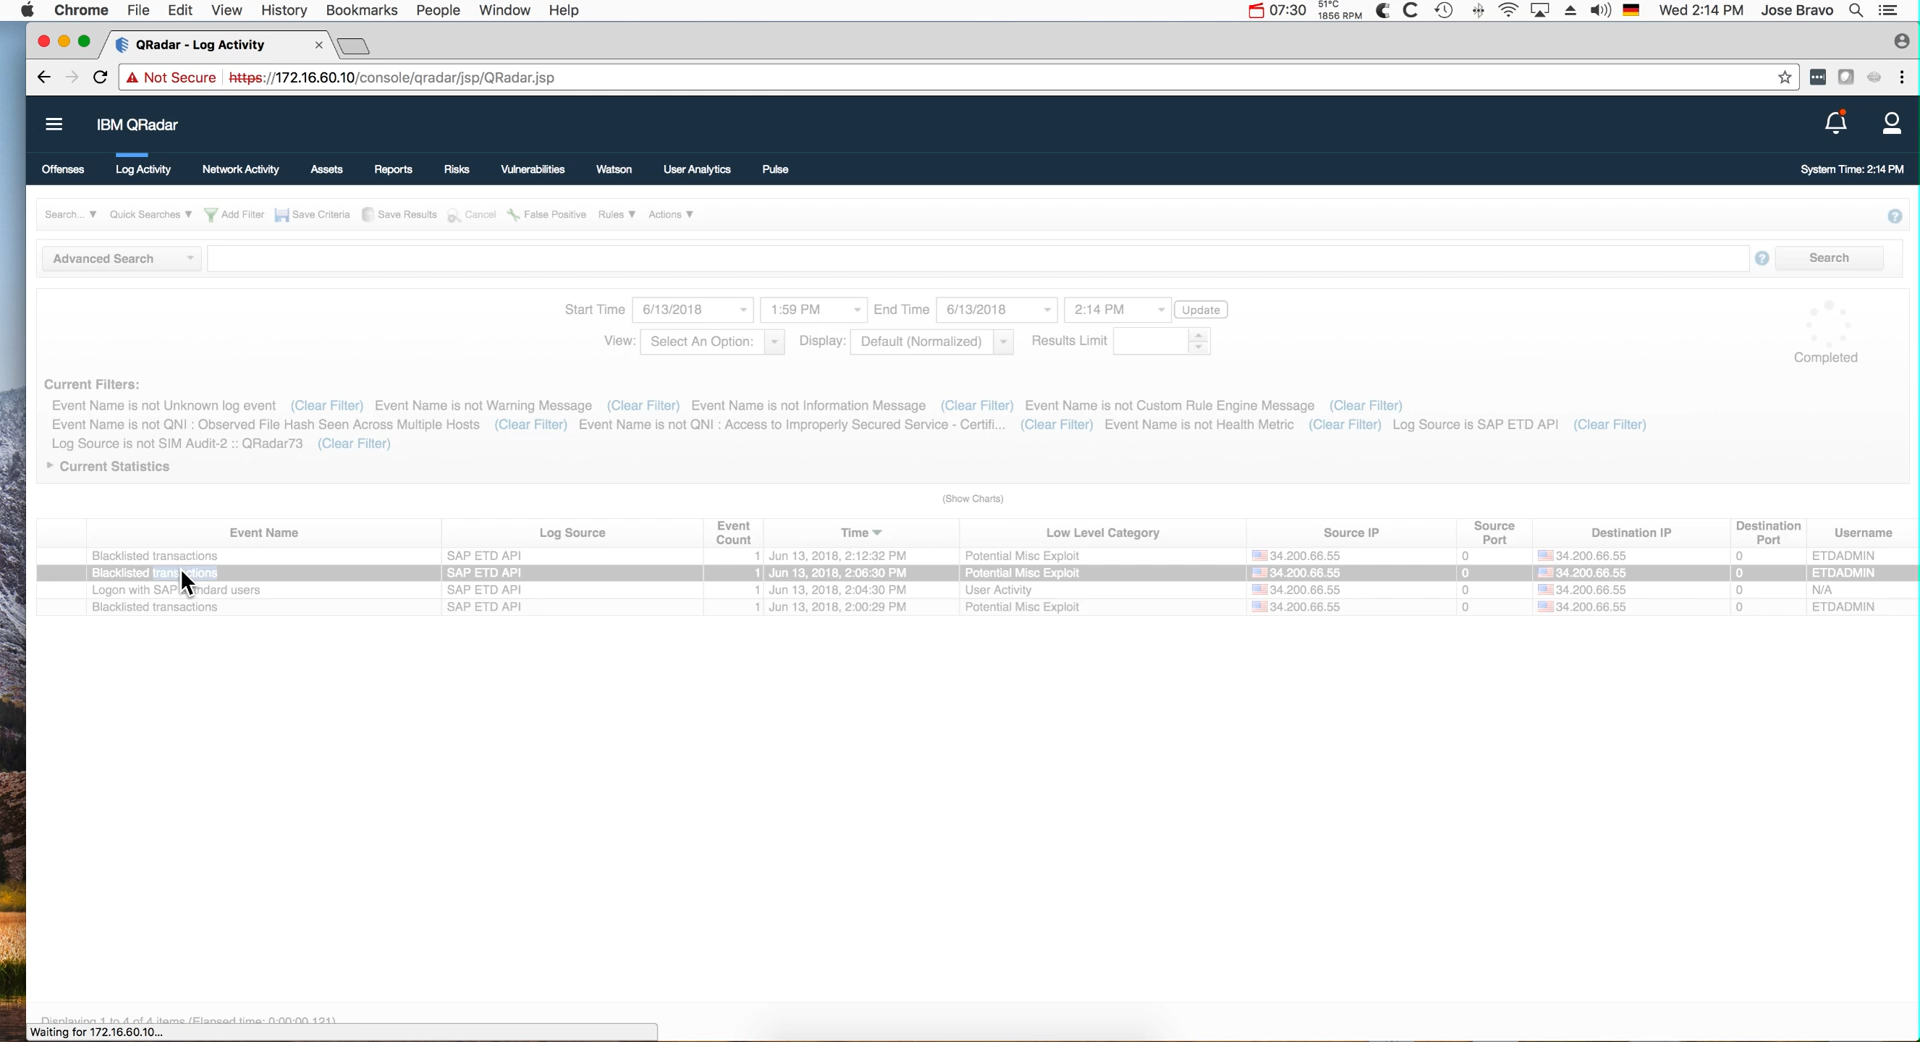 Chrome File Edit View History Bookmarks People Window Help 07:30 51°C 1856 RPM Wed 2:14 PM Jose Bravo
QRadar - Log Activity
Not Secure https://172.16.60.10/console/qradar/jsp/QRadar.jsp
IBM QRadar
Offenses Log Activity Network Activity Assets Reports Risks Vulnerabilities Watson User Analytics Pulse System Time: 2:14 PM
Search... ▼ Quick Searches ▼ Add Filter Save Criteria Save Results Cancel False Positive Rules ▼ Actions ▼
Advanced Search Search
Start Time 6/13/2018 1:59 PM End Time 6/13/2018 2:14 PM Update
View: Select An Option: Display: Default (Normalized) Results Limit
Completed
Current Filters:
Event Name is not Unknown log event (Clear Filter) Event Name is not Warning Message (Clear Filter) Event Name is not Information Message (Clear Filter) Event Name is not Custom Rule Engine Message (Clear Filter)
Event Name is not QNI : Observed File Hash Seen Across Multiple Hosts (Clear Filter) Event Name is not QNI : Access to Improperly Secured Service - Certifi... (Clear Filter) Event Name is not Health Metric (Clear Filter) Log Source is SAP ETD API (Clear Filter)
Log Source is not SIM Audit-2 :: QRadar73 (Clear Filter)
Current Statistics
(Show Charts)
Event Name Log Source Event Count Time ▼ Low Level Category Source IP Source Port Destination IP Destination Port Username
Blacklisted transactions SAP ETD API 1 Jun 13, 2018, 2:12:32 PM Potential Misc Exploit 34.200.66.55 0 34.200.66.55 0 ETDADMIN
Blacklisted transactions SAP ETD API 1 Jun 13, 2018, 2:06:30 PM Potential Misc Exploit 34.200.66.55 0 34.200.66.55 0 ETDADMIN
Logon with SAP standard users SAP ETD API 1 Jun 13, 2018, 2:04:30 PM User Activity 34.200.66.55 0 34.200.66.55 0 N/A
Blacklisted transactions SAP ETD API 1 Jun 13, 2018, 2:00:29 PM Potential Misc Exploit 34.200.66.55 0 34.200.66.55 0 ETDADMIN
Displaying 1 to 4 of 4 items (Elapsed time: 0:00:00.121)
Waiting for 172.16.60.10...